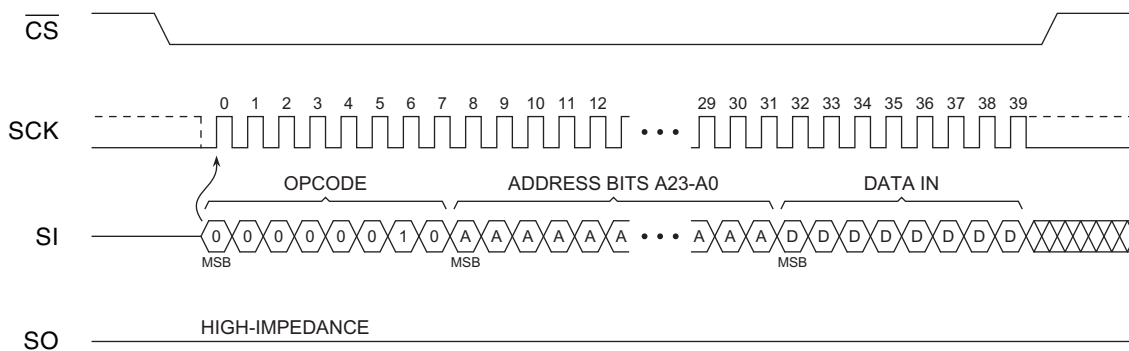 CS
0 1 2 3 4 5 6 7 8 9 10 11 12 29 30 31 32 33 34 35 36 37 38 39
SCK • • •
OPCODE ADDRESS BITS A23-A0 DATA IN
SI 0 0 0 0 0 0 1 0 A A A A A A • • • A A A D D D D D D D D
MSB MSB MSB
HIGH-IMPEDANCE
SO